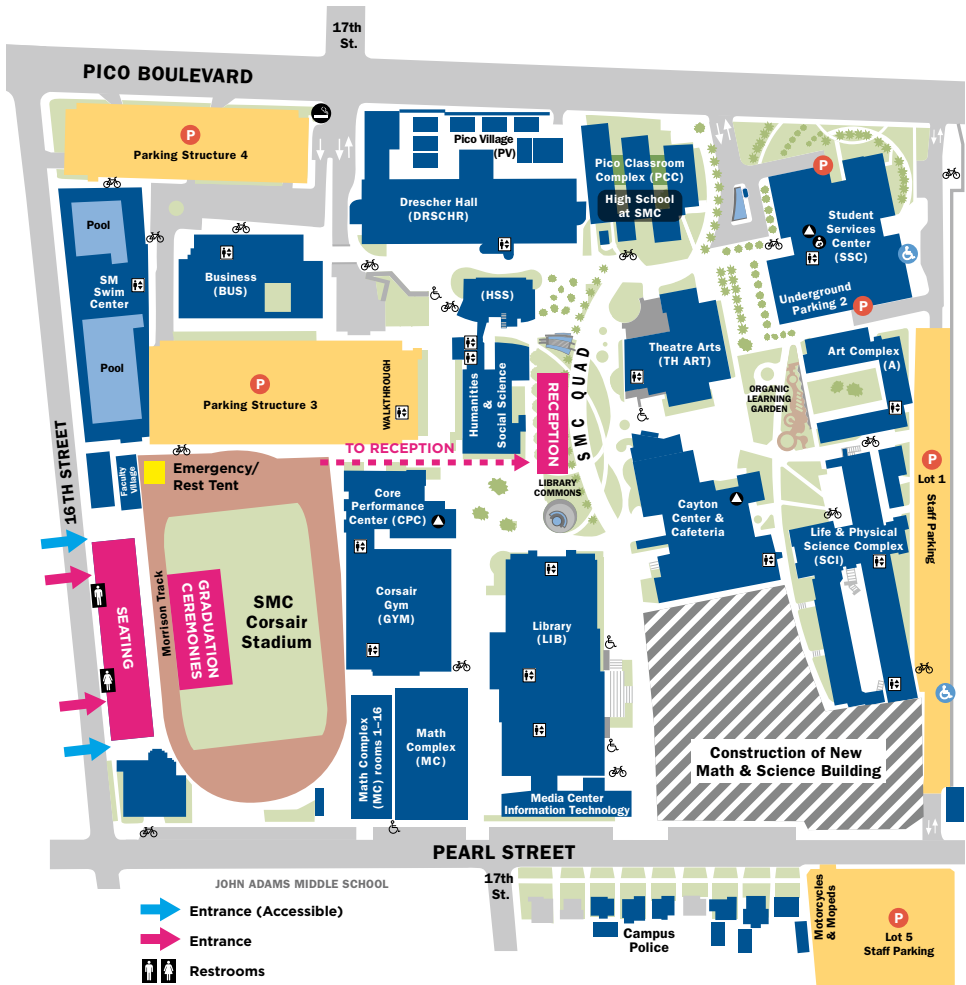 17th
St.
PICO BOULEVARD
P
Parking Structure 4
Pico Village
(PV)
Pico Classroom
Complex (PCC)
High School
at SMC
P
Drescher Hall
(DRSCHR)
Student
Services
Center
(SSC)
Pool
SM
Swim
Center
Pool
Business
(BUS)
(HSS)
Underground
Parking 2
P
Humanities
&
Social Science
SMC QUAD
RECEPTION
Theatre Arts
(TH ART)
Art Complex
(A)
ORGANIC
LEARNING
GARDEN
P
Parking Structure 3
WALKTHROUGH
16TH STREET
TO RECEPTION
Faculty
Village
Emergency/
Rest Tent
LIBRARY
COMMONS
P
Lot 1
Staff Parking
Core
Performance
Center (CPC)
Cayton
Center &
Cafeteria
Life & Physical
Science Complex
(SCI)
SEATING
Morrison Track
GRADUATION
CEREMONIES
SMC
Corsair
Stadium
Corsair
Gym
(GYM)
Library
(LIB)
Math Complex
(MC) rooms 1–16
Math
Complex
(MC)
Construction of New
Math & Science Building
Media Center
Information Technology
PEARL STREET
17th
St.
JOHN ADAMS MIDDLE SCHOOL
Entrance (Accessible)
Entrance
Restrooms
Campus
Police
Motorcycles
& Mopeds
P
Lot 5
Staff Parking